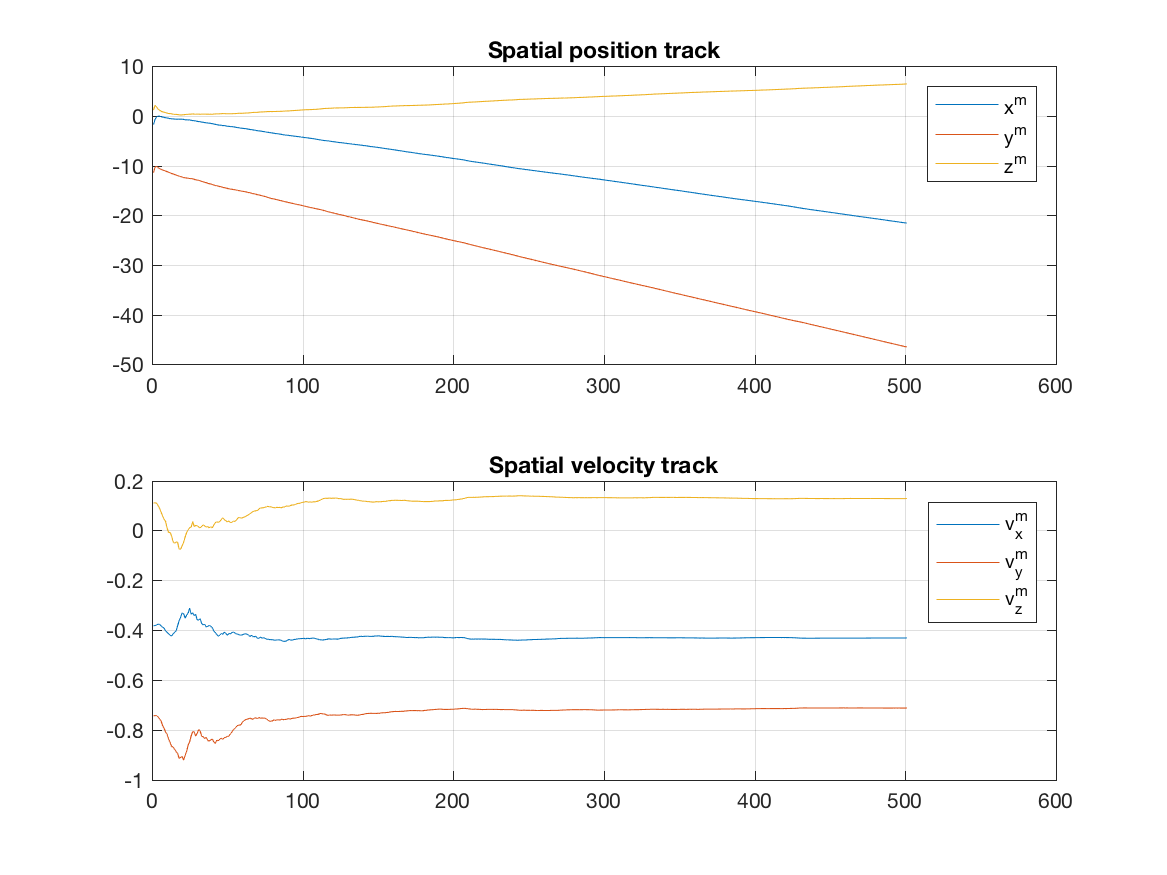 Spatial position track
10
0
-10
-20
-30
-40
-50
0 100 200 300 400 500 600
x^m
y^m
z^m
Spatial velocity track
0.2
0
-0.2
-0.4
-0.6
-0.8
-1
0 100 200 300 400 500 600
v_x^m
v_y^m
v_z^m